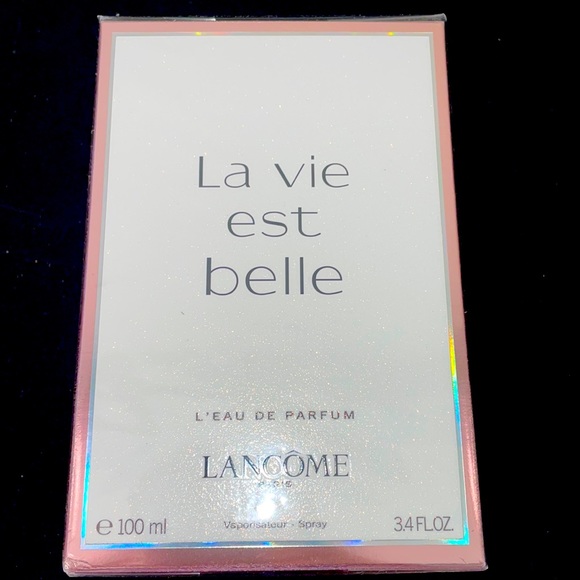 La vie
est
belle
L'EAU DE PARFUM
LANCÔME
PARIS
e 100 ml Vaporisateur - Spray 3.4 FL.OZ.